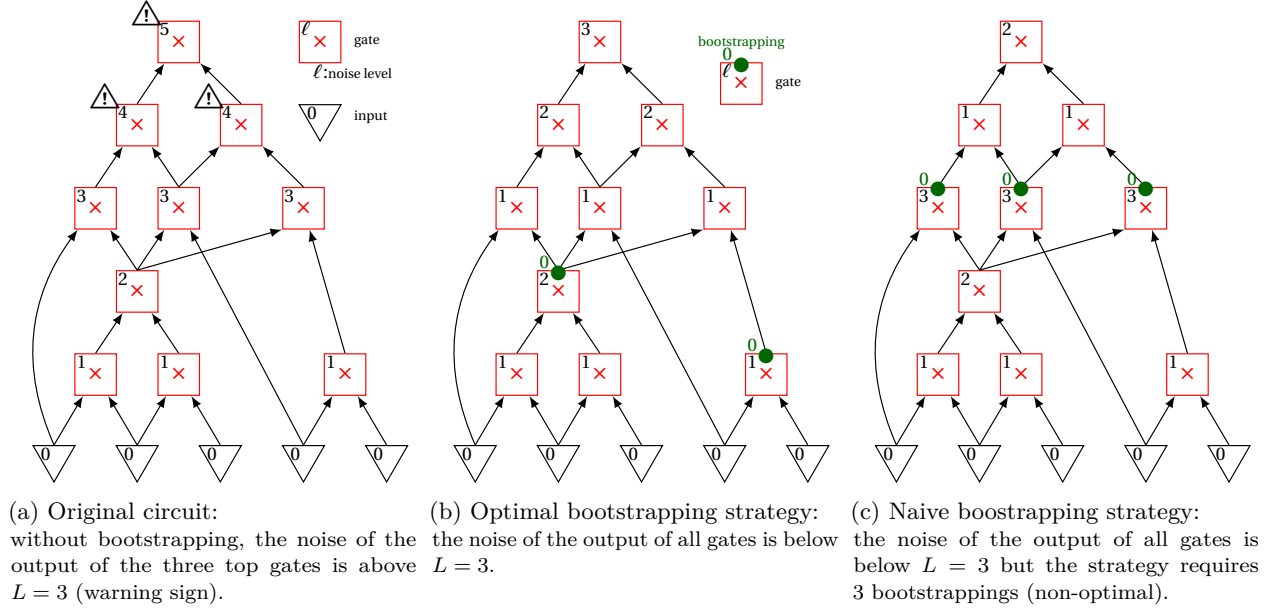 5
ℓ
gate
ℓ:noise level
4
4
0
input
3
3
3
2
1
1
1
0
0
0
0
0
(a) Original circuit:
without bootstrapping, the noise of the
output of the three top gates is above
L = 3 (warning sign).
3
bootstrapping
0
ℓ
gate
2
2
1
1
1
0
2
0
1
1
1
0
0
0
0
0
(b) Optimal bootstrapping strategy:
the noise of the output of all gates is below
L = 3.
2
1
1
0
0
0
3
3
3
2
1
1
1
0
0
0
0
0
(c) Naive boostrapping strategy:
the noise of the output of all gates is
below L = 3 but the strategy requires
3 bootstrappings (non-optimal).